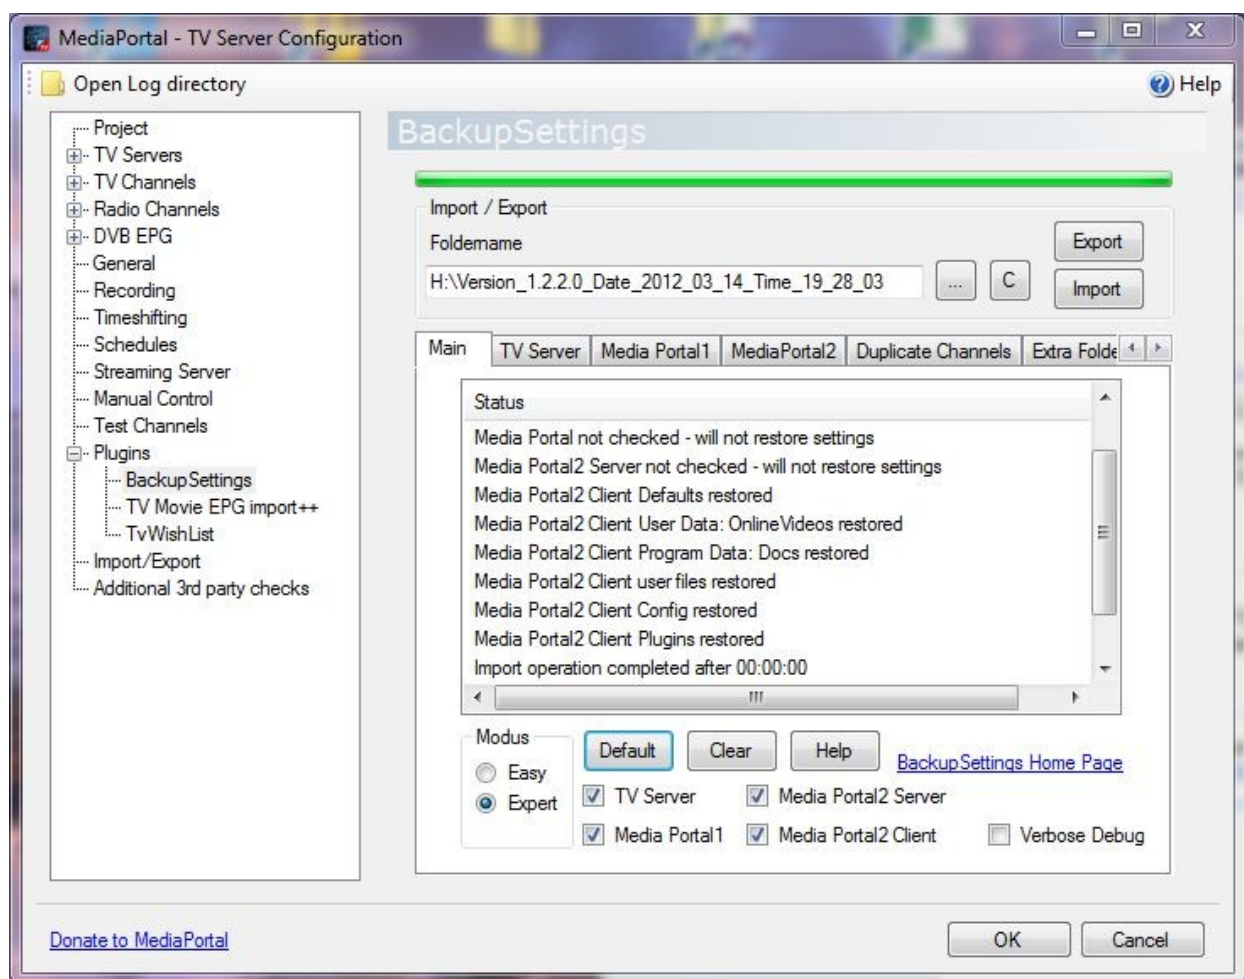 MediaPortal - TV Server Configuration
Open Log directory
Help
Project
TV Servers
TV Channels
Radio Channels
DVB EPG
General
Recording
Timeshifting
Schedules
Streaming Server
Manual Control
Test Channels
Plugins
BackupSettings
TV Movie EPG import++
TvWishList
Import/Export
Additional 3rd party checks
BackupSettings
Import / Export
Foldername
Export
H:\Version_1.2.2.0_Date_2012_03_14_Time_19_28_03
...
C
Import
Main TV Server Media Portal1 MediaPortal2 Duplicate Channels Extra Folde
Status
Media Portal not checked - will not restore settings
Media Portal2 Server not checked - will not restore settings
Media Portal2 Client Defaults restored
Media Portal2 Client User Data: OnlineVideos restored
Media Portal2 Client Program Data: Docs restored
Media Portal2 Client user files restored
Media Portal2 Client Config restored
Media Portal2 Client Plugins restored
Import operation completed after 00:00:00
Modus
Easy
Expert
Default Clear Help BackupSettings Home Page
TV Server Media Portal2 Server
Media Portal1 Media Portal2 Client Verbose Debug
Donate to MediaPortal
OK Cancel